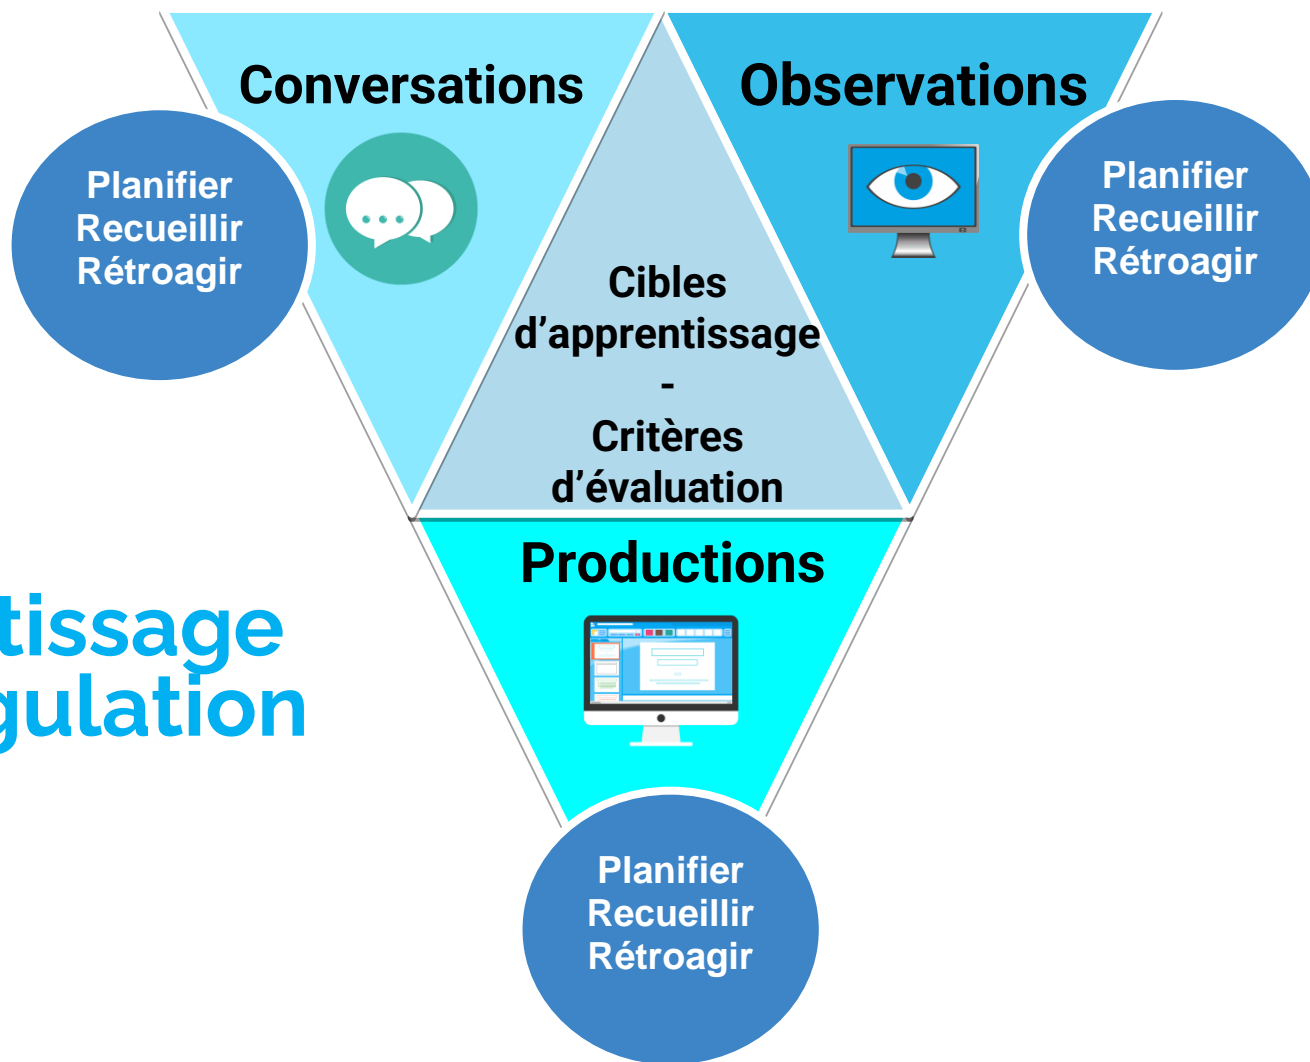 Conversations
Observations
Planifier
Recueillir
Rétroagir
Planifier
Recueillir
Rétroagir
Cibles
d’apprentissage
-
Critères
d’évaluation
Productions
tissage
gulation
Planifier
Recueillir
Rétroagir